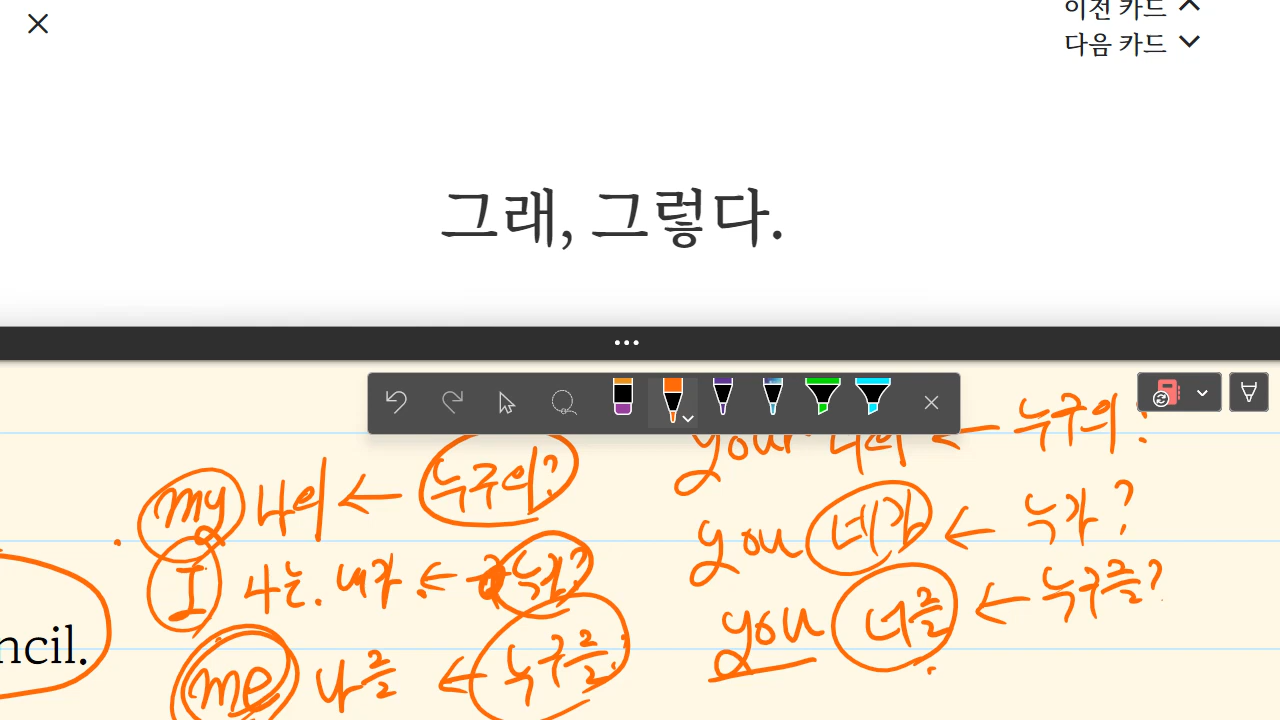 이전 카드
다음 카드
그래, 그렇다.
your 너의 ← 누구의?
my 나의 ← 누구의?
you 네가 ← 누가?
I 나는. 내가 ← 누가?
you 너를 ← 누구를?
ncil.
me 나를 ← 누구를?